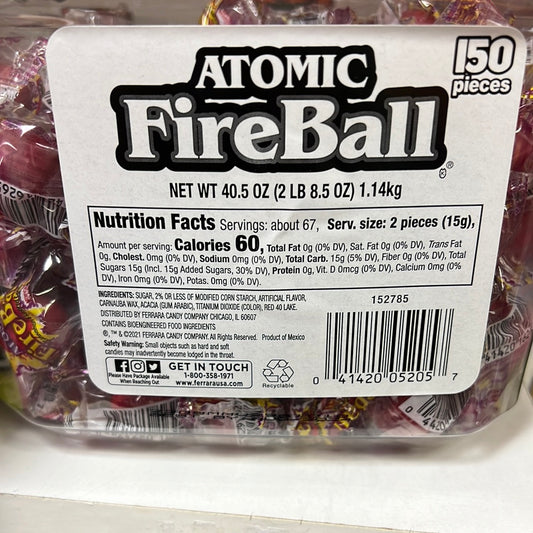 150
pieces
ATOMIC
FireBall®
NET WT 40.5 OZ (2 LB 8.5 OZ) 1.14kg
Nutrition Facts Servings: about 67, Serv. size: 2 pieces (15g),
Amount per serving: Calories 60, Total Fat 0g (0% DV), Sat. Fat 0g (0% DV), Trans Fat
0g, Cholest. 0mg (0% DV), Sodium 0mg (0% DV), Total Carb. 15g (5% DV), Fiber 0g (0% DV), Total
Sugars 15g (Incl. 15g Added Sugars, 30% DV), Protein 0g, Vit. D 0mcg (0% DV), Calcium 0mg (0%
DV), Iron 0mg (0% DV), Potas. 0mg (0% DV).
INGREDIENTS: SUGAR, 2% OR LESS OF MODIFIED CORN STARCH, ARTIFICIAL FLAVOR,
CARNAUBA WAX, ACACIA (GUM ARABIC), TITANIUM DIOXIDE (COLOR), RED 40 LAKE.
DISTRIBUTED BY FERRARA CANDY COMPANY CHICAGO, IL 60607
CONTAINS BIOENGINEERED FOOD INGREDIENTS
®, ™ & ©2021 FERRARA CANDY COMPANY. All Rights Reserved. Product of Mexico
Safety Warning: Small objects such as hard and soft
candies may inadvertently become lodged in the throat.
Please Have Package Available
When Reaching Out
GET IN TOUCH
1-800-358-1971
www.ferrarausa.com
Recyclable
152785
0 41420 05205 7